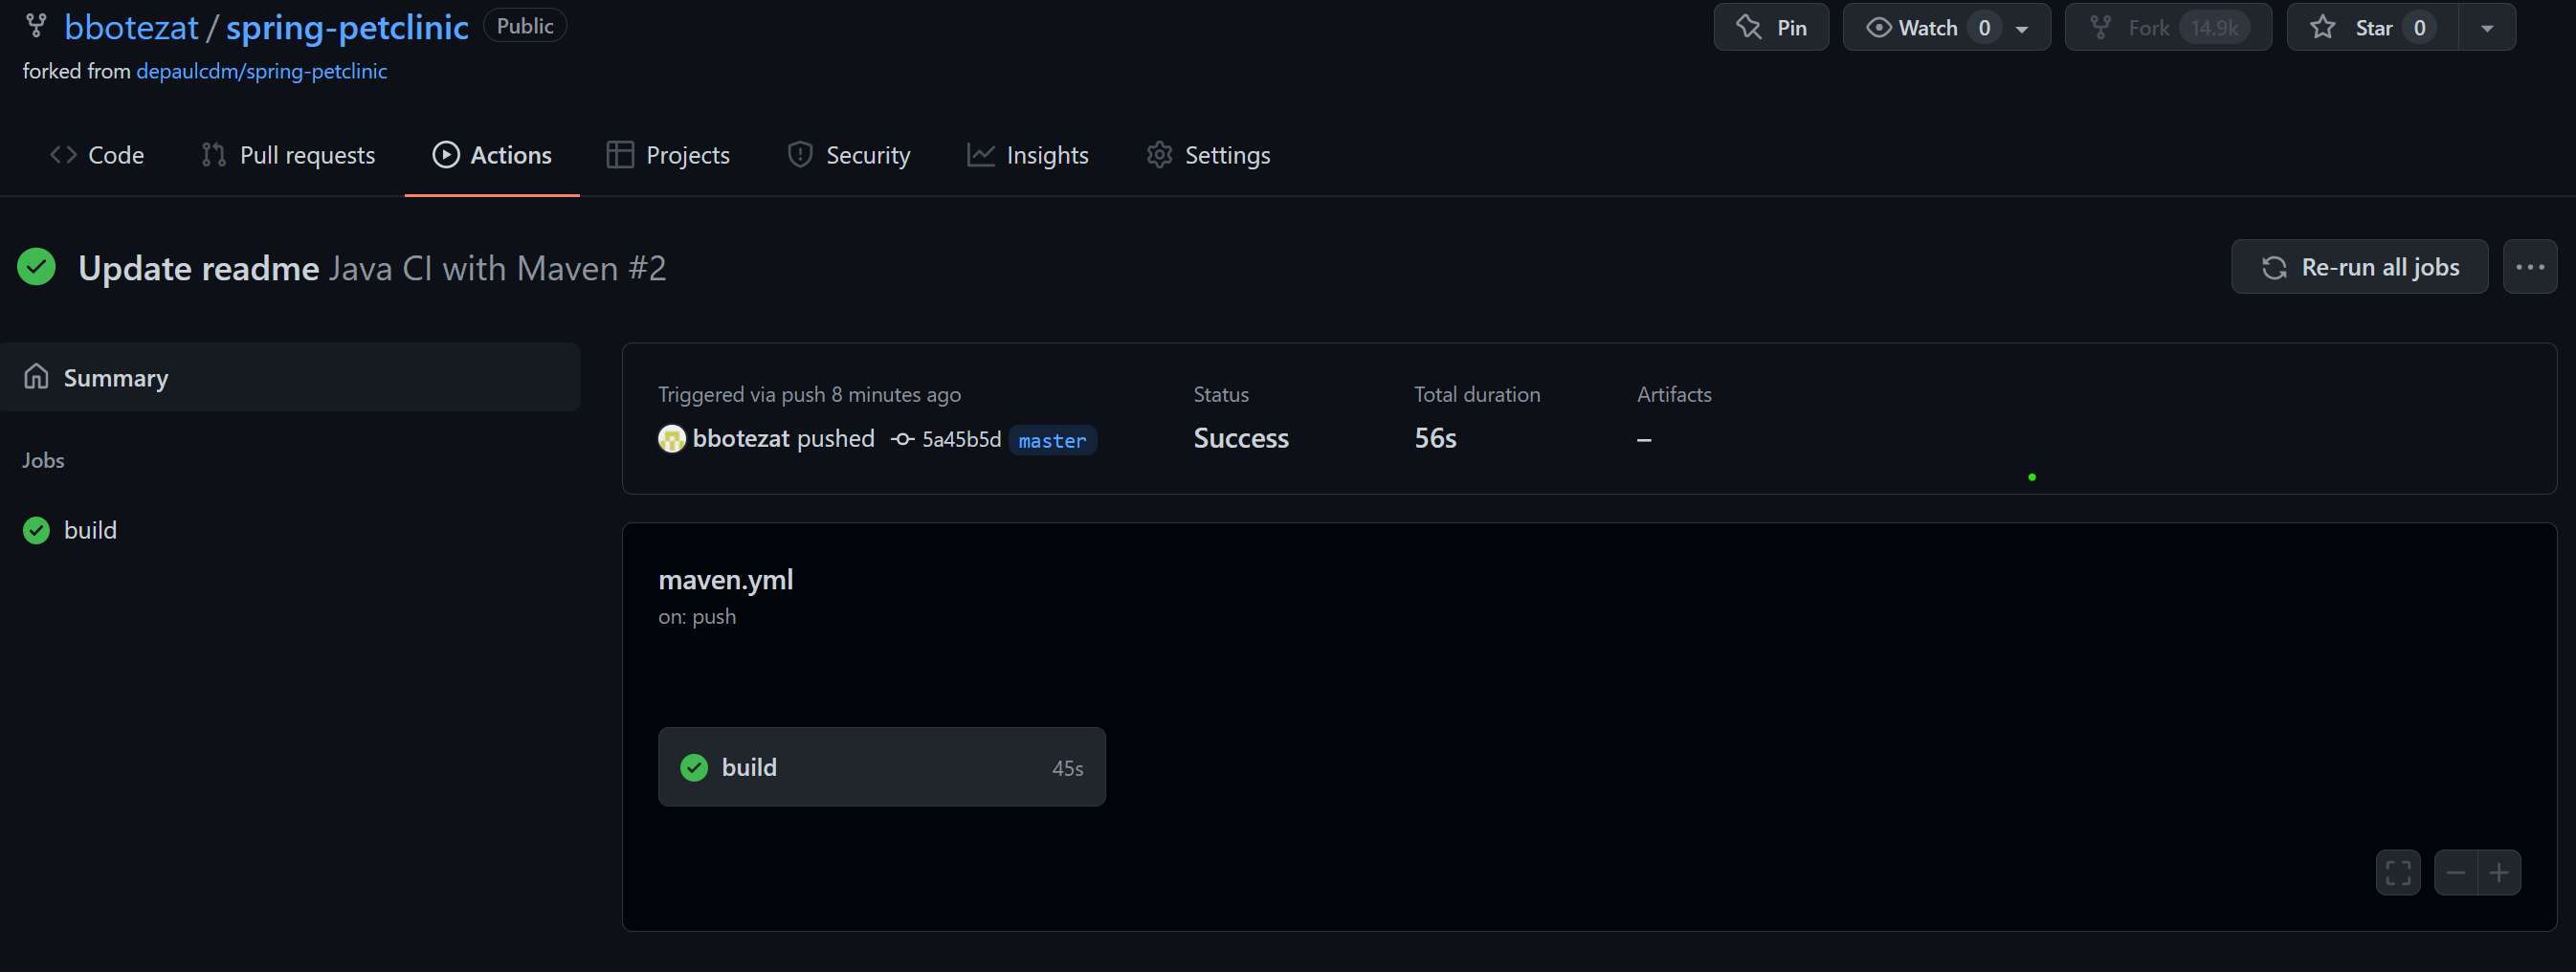 bbotezat / spring-petclinic Public Pin Watch 0 Fork 14.9k Star 0
forked from depaulcdm/spring-petclinic
Code Pull requests Actions Projects Security Insights Settings
Update readme Java CI with Maven #2 Re-run all jobs
Summary
Jobs
build
Triggered via push 8 minutes ago Status Total duration Artifacts
bbotezat pushed 5a45b5d master Success 56s –
maven.yml
on: push
build 45s